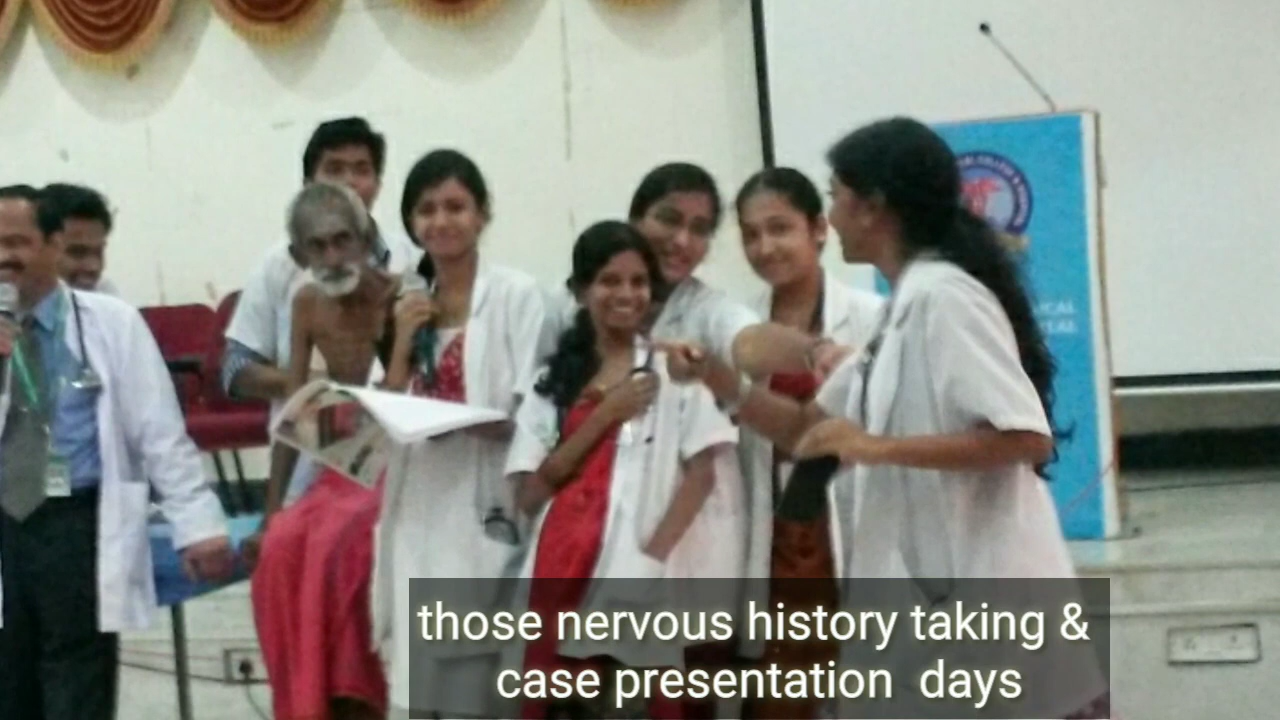 those nervous history taking &
case presentation  days